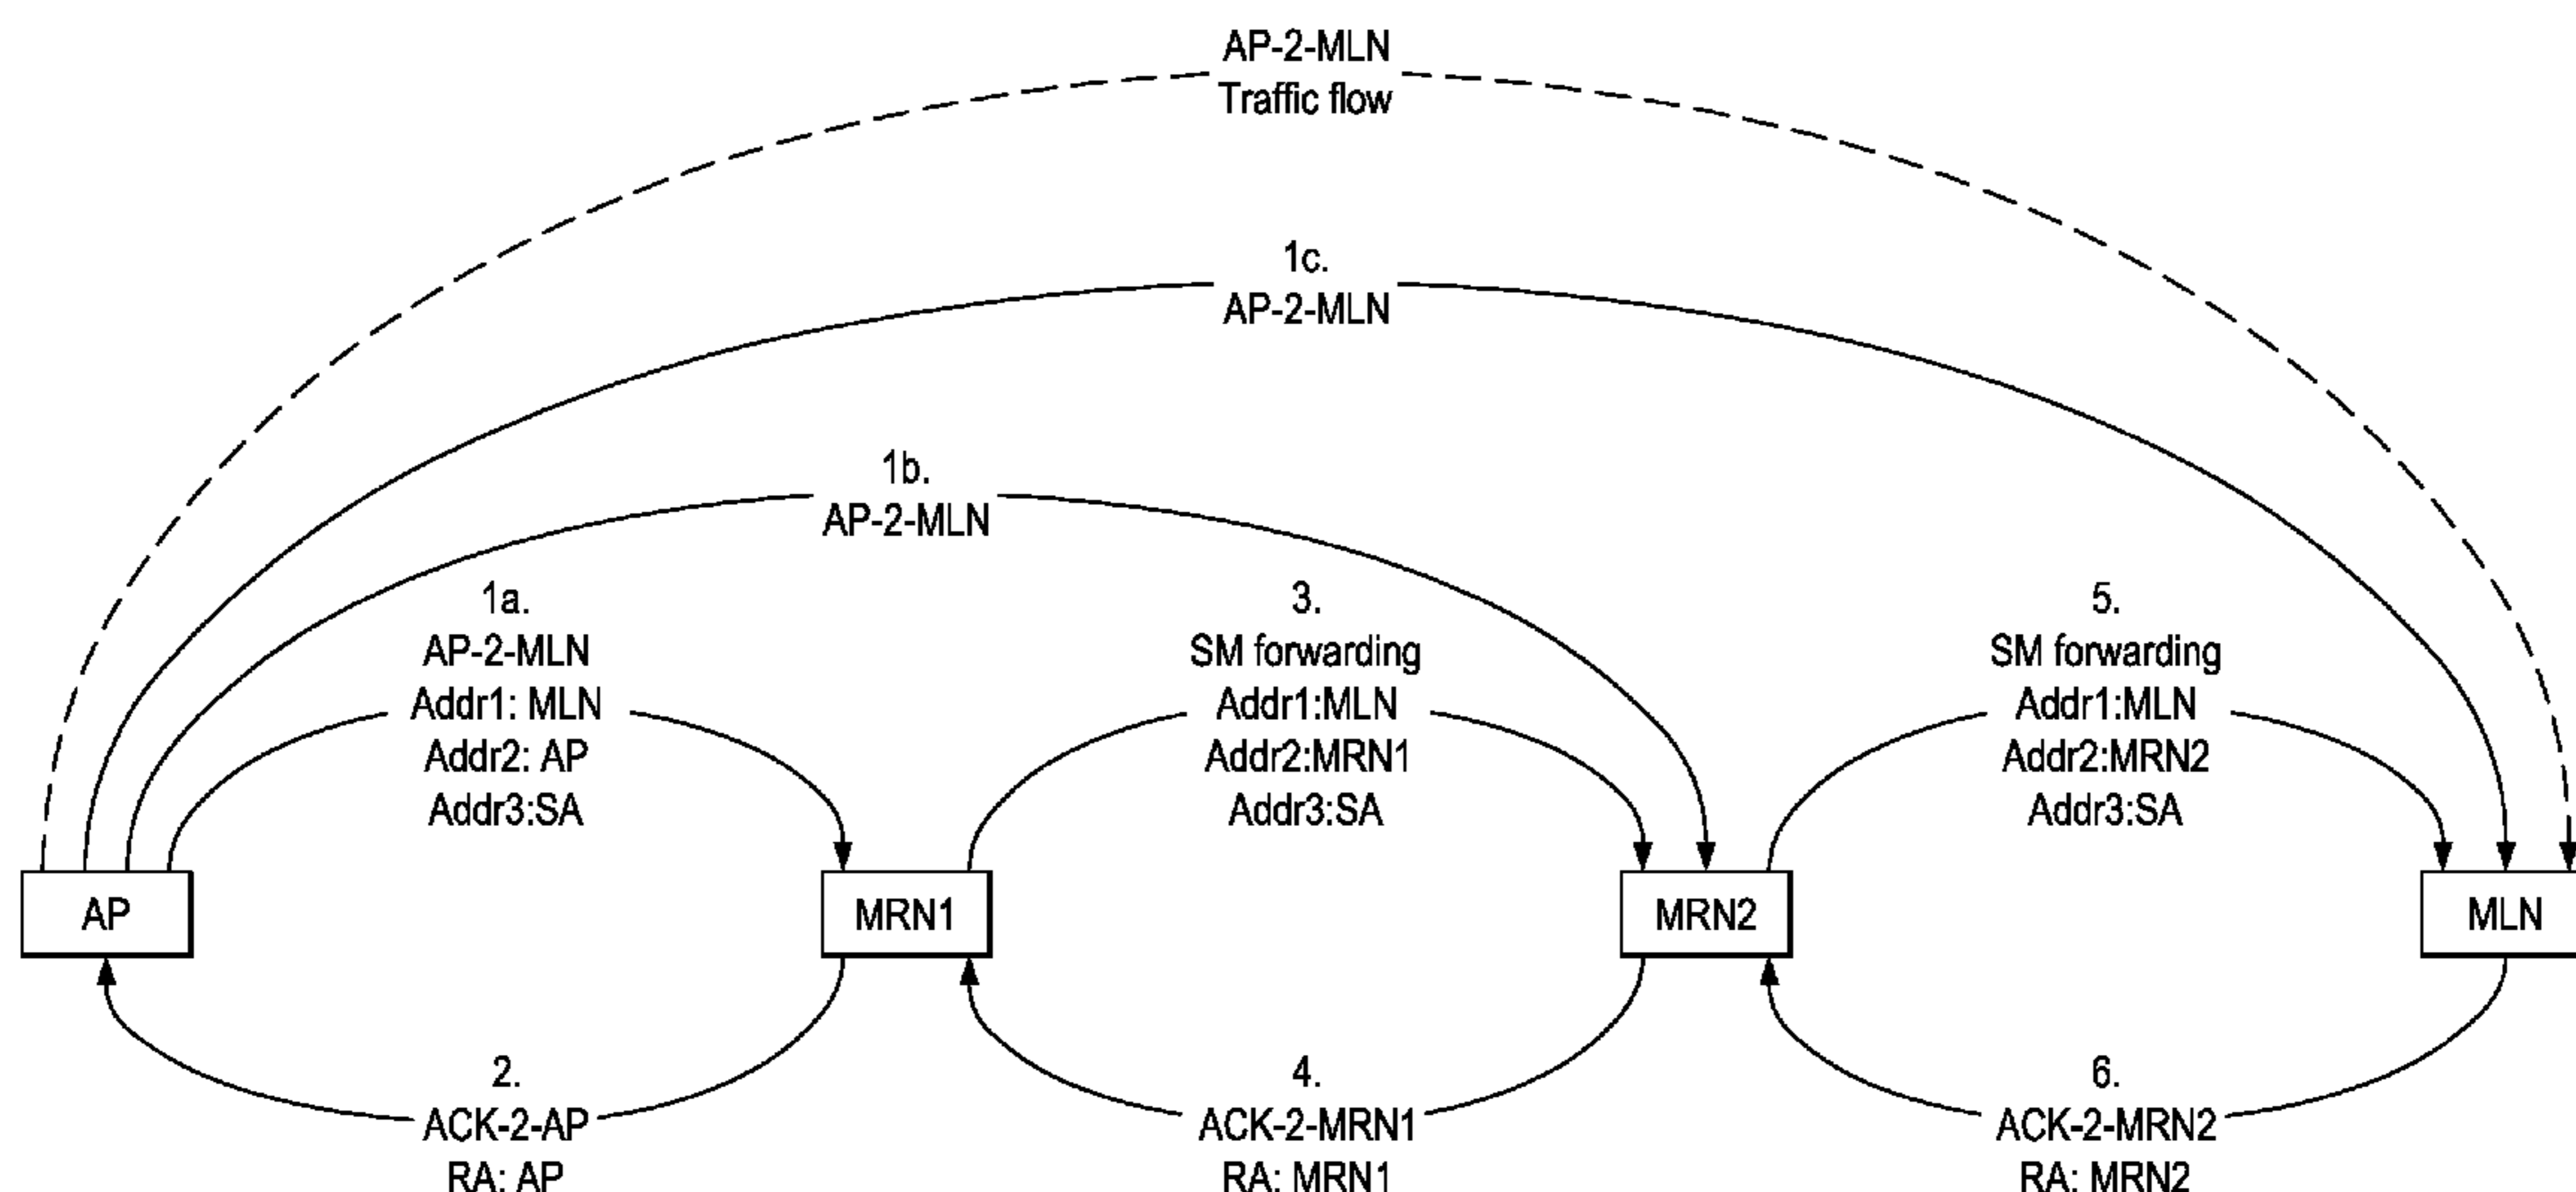 AP-2-MLN
Traffic flow
1c.
AP-2-MLN
1b.
AP-2-MLN
1a.
AP-2-MLN
Addr1: MLN
Addr2: AP
Addr3:SA
3.
SM forwarding
Addr1:MLN
Addr2:MRN1
Addr3:SA
5.
SM forwarding
Addr1:MLN
Addr2:MRN2
Addr3:SA
AP
MRN1
MRN2
MLN
2.
ACK-2-AP
RA: AP
4.
ACK-2-MRN1
RA: MRN1
6.
ACK-2-MRN2
RA: MRN2